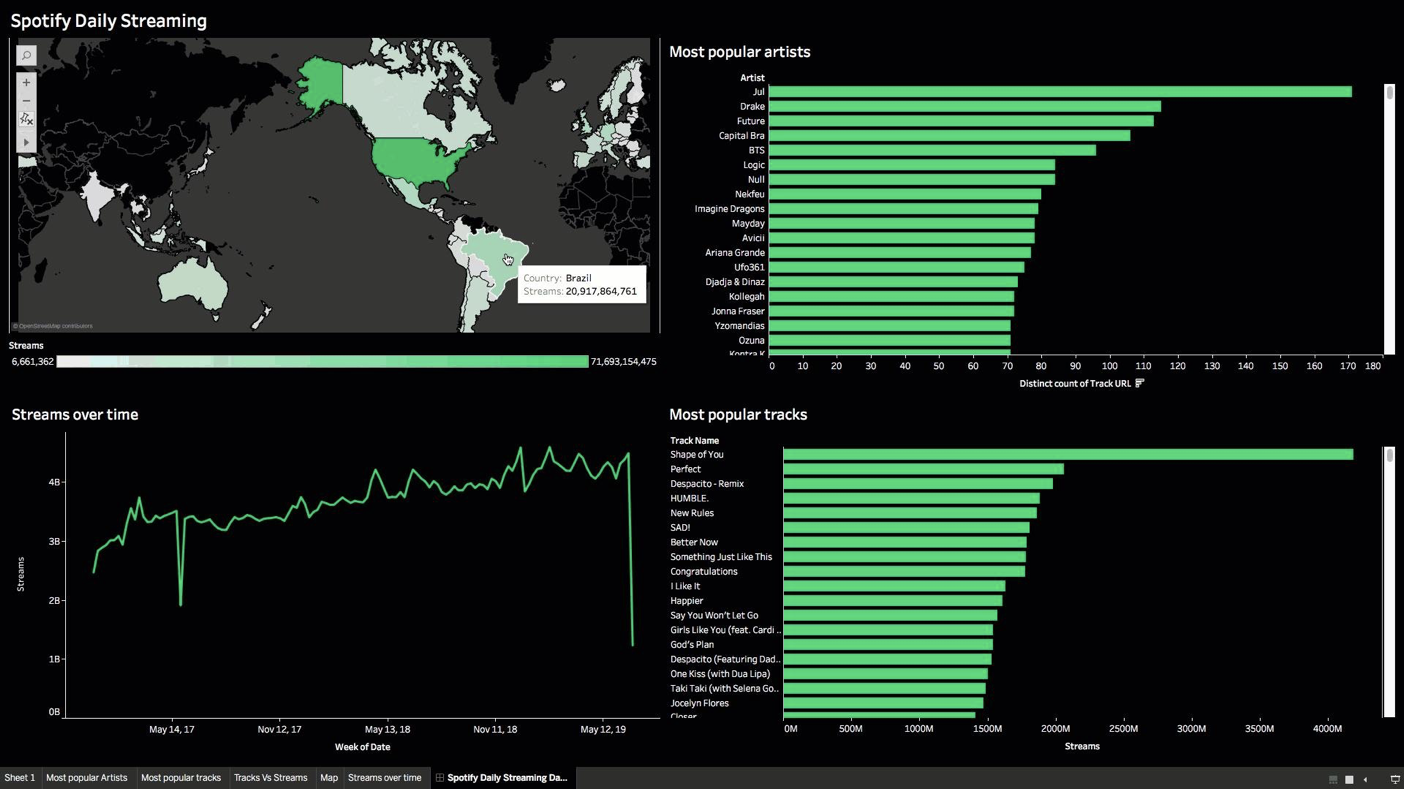 Spotify Daily Streaming
Country: Brazil
Streams: 20,917,864,761
© OpenStreetMap contributors
Streams
6,661,362
71,693,154,475
Most popular artists
Artist
Jul
Drake
Future
Capital Bra
BTS
Logic
Null
Nekfeu
Imagine Dragons
Mayday
Avicii
Ariana Grande
Ufo361
Djadja & Dinaz
Kollegah
Jonna Fraser
Yzomandias
Ozuna
Kontra K
0 10 20 30 40 50 60 70 80 90 100 110 120 130 140 150 160 170 180
Distinct count of Track URL
Streams over time
4B
3B
2B
1B
0B
Streams
May 14, 17 Nov 12, 17 May 13, 18 Nov 11, 18 May 12, 19
Week of Date
Most popular tracks
Track Name
Shape of You
Perfect
Despacito - Remix
HUMBLE.
New Rules
SAD!
Better Now
Something Just Like This
Congratulations
I Like It
Happier
Say You Won't Let Go
Girls Like You (feat. Cardi ..
God's Plan
Despacito (Featuring Dad..
One Kiss (with Dua Lipa)
Taki Taki (with Selena Go..
Jocelyn Flores
Closer
0M 500M 1000M 1500M 2000M 2500M 3000M 3500M 4000M
Streams
Sheet 1 Most popular Artists Most popular tracks Tracks Vs Streams Map Streams over time Spotify Daily Streaming Da...